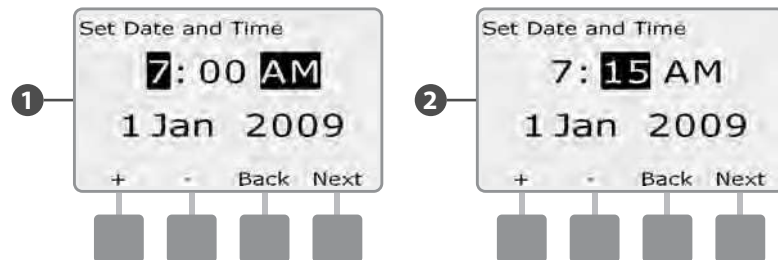 1
Set Date and Time
7: 00 AM
1 Jan 2009
+ - Back Next
2
Set Date and Time
7: 15 AM
1 Jan 2009
+ - Back Next